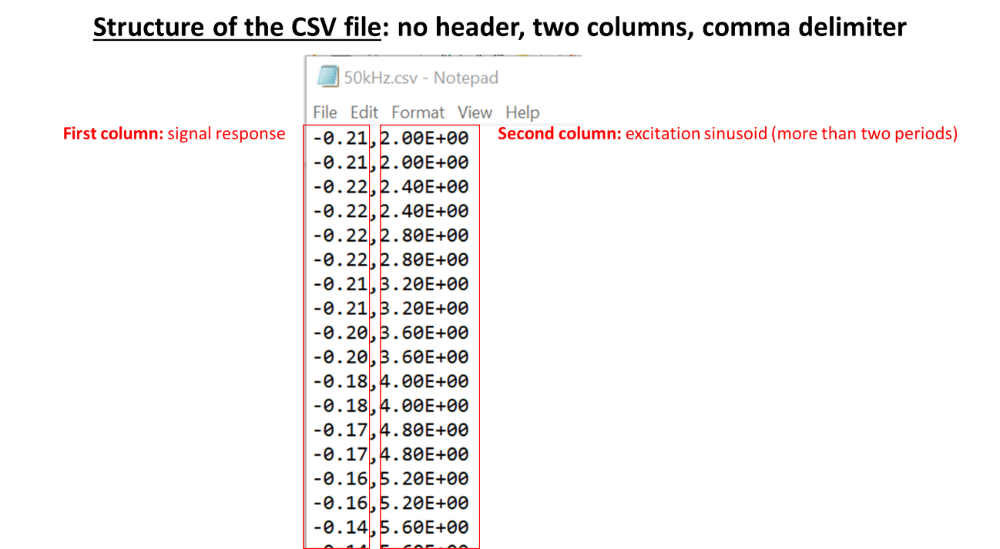 Structure of the CSV file: no header, two columns, comma delimiter
50kHz.csv - Notepad
File Edit Format View Help
First column: signal response
Second column: excitation sinusoid (more than two periods)
-0.21,2.00E+00
-0.21,2.00E+00
-0.22,2.40E+00
-0.22,2.40E+00
-0.22,2.80E+00
-0.22,2.80E+00
-0.21,3.20E+00
-0.21,3.20E+00
-0.20,3.60E+00
-0.20,3.60E+00
-0.18,4.00E+00
-0.18,4.00E+00
-0.17,4.80E+00
-0.17,4.80E+00
-0.16,5.20E+00
-0.16,5.20E+00
-0.14,5.60E+00